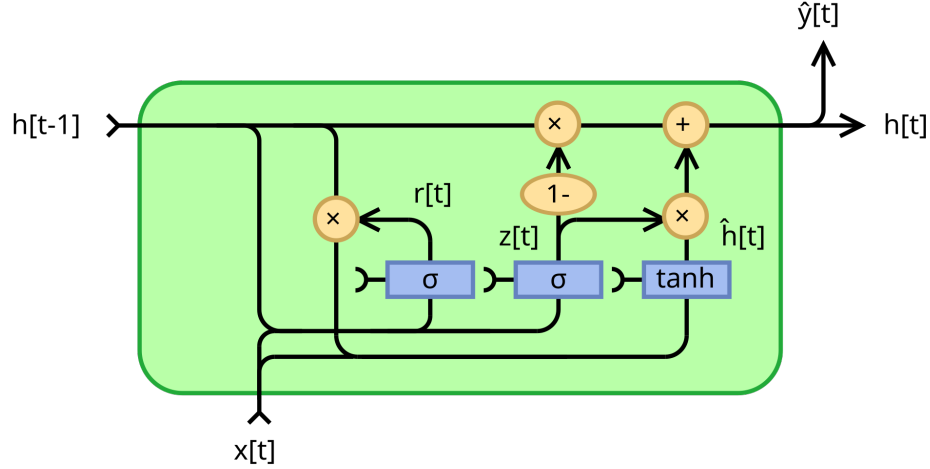 ŷ[t]
h[t-1]
×
+
h[t]
1-
r[t]
×
×
z[t]
ĥ[t]
σ
σ
tanh
x[t]